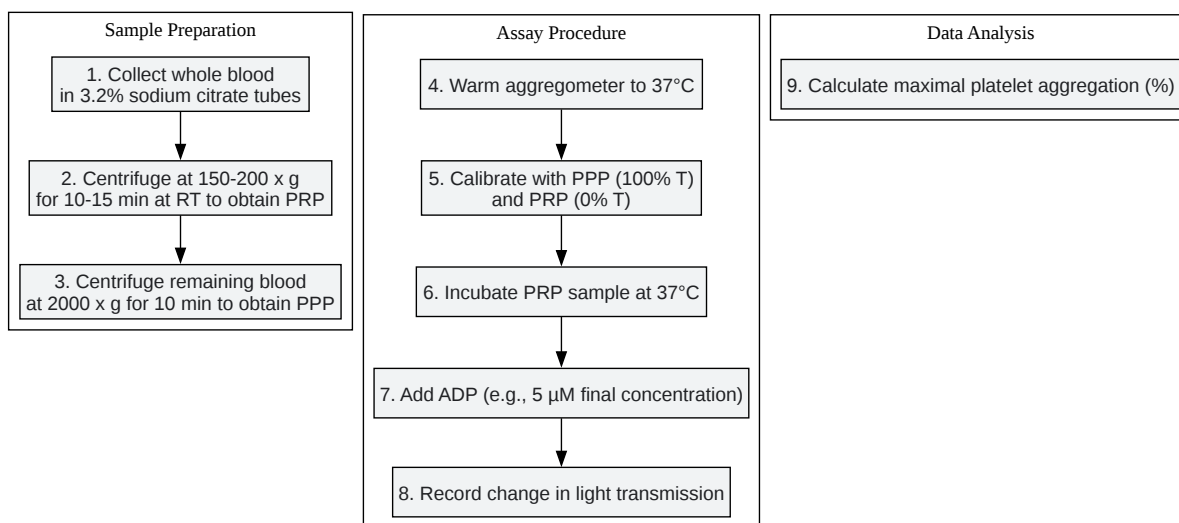 Sample Preparation
1. Collect whole blood
in 3.2% sodium citrate tubes
2. Centrifuge at 150-200 x g
for 10-15 min at RT to obtain PRP
3. Centrifuge remaining blood
at 2000 x g for 10 min to obtain PPP
Assay Procedure
4. Warm aggregometer to 37°C
5. Calibrate with PPP (100% T)
and PRP (0% T)
6. Incubate PRP sample at 37°C
7. Add ADP (e.g., 5 µM final concentration)
8. Record change in light transmission
Data Analysis
9. Calculate maximal platelet aggregation (%)